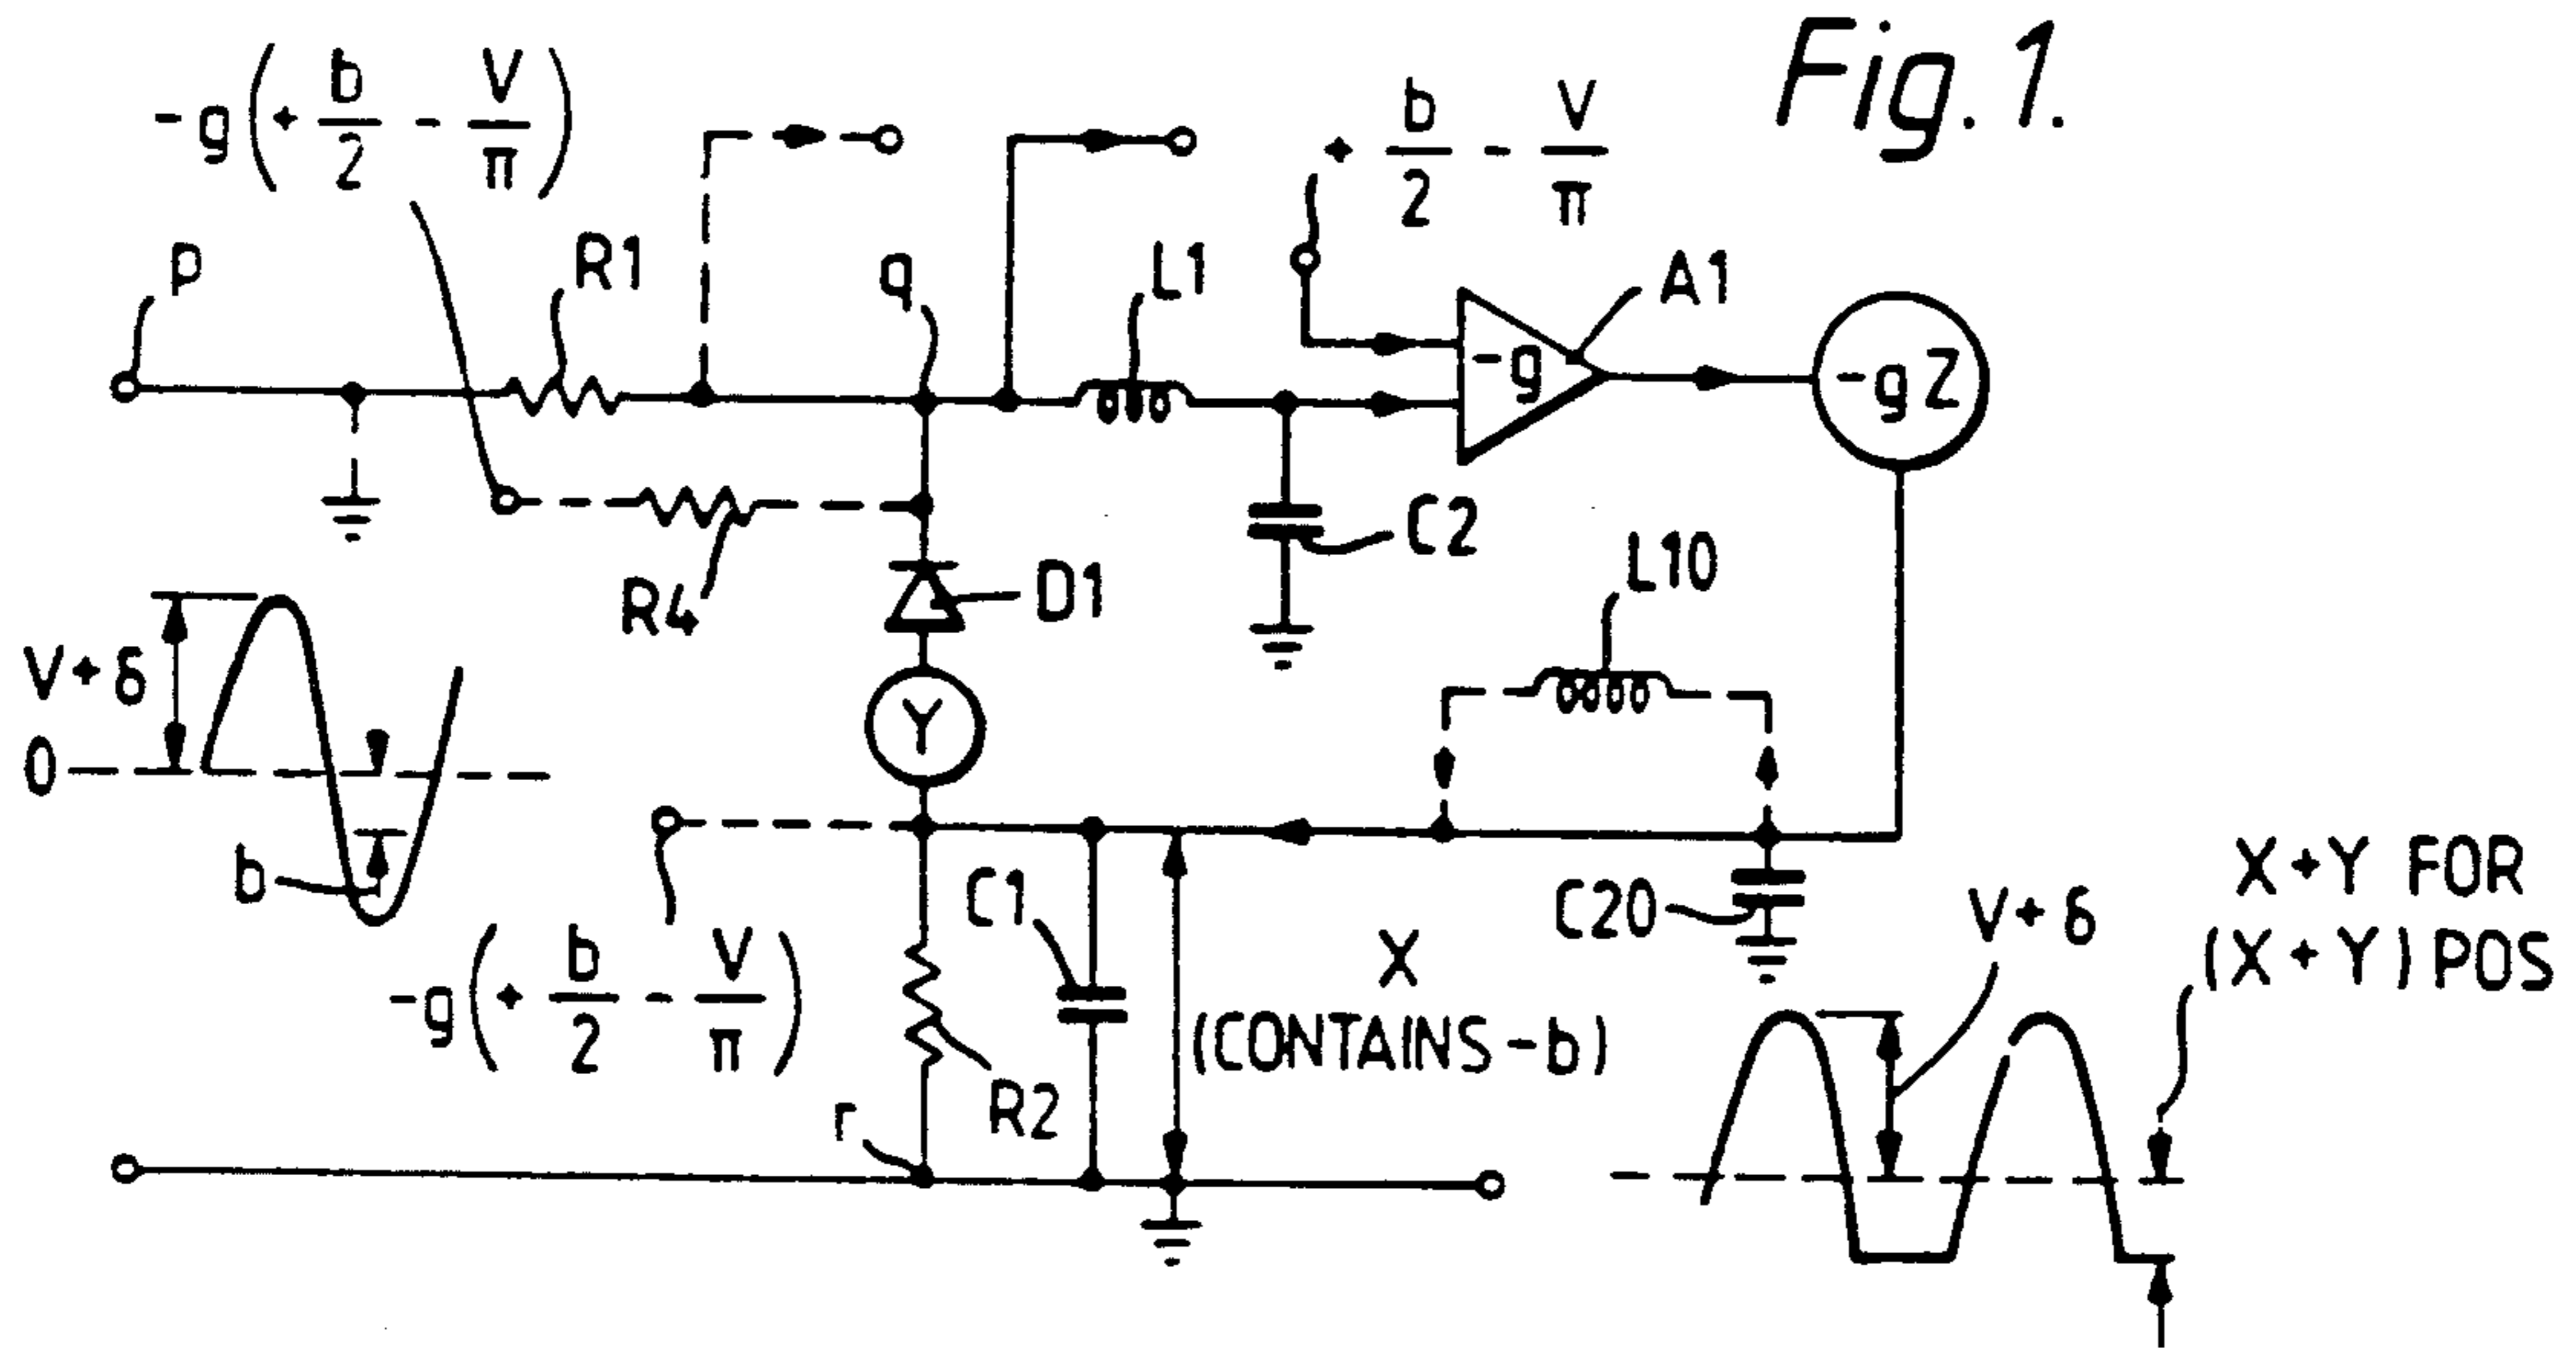 Fig. 1.
-g(+ b/2 - V/π)
+ b/2 - V/π
p
R1
q
L1
A1
-g
-gZ
C2
R4
D1
L10
V+δ
0
b
Y
C1
C20
X+Y FOR
(X+Y) POS
V+δ
-g(+ b/2 - V/π)
X
(CONTAINS -b)
R2
r